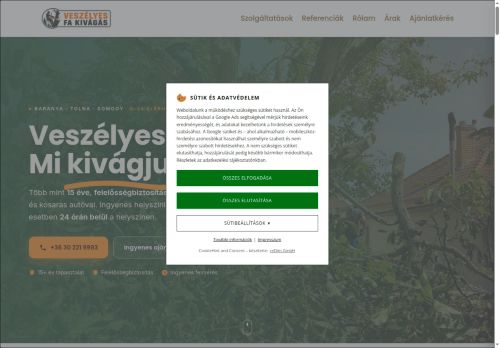 VESZÉLYES
FA KIVÁGÁS
Szolgáltatások
Referenciák
Rólam
Árak
Ajánlatkérés
BARANYA · TOLNA · SOMOGY
Veszélyes
Mi kivágju
Több mint 15 éve, felelősségbiztosítás
és kosaras autóval. Ingyenes helyszíni
esetben 24 órán belül a helyszínen.
+36 30 221 9993
Ingyenes aján
15+ év tapasztalat
Felelősségbiztosítás
Ingyenes felmérés
SÜTIK ÉS ADATVÉDELEM
Weboldalunk a működéshez szükséges sütiket használ. Az Ön
hozzájárulásával a Google Ads segítségével mérjük hirdetéseink
eredményességét, és adatokat kezelhetünk a hirdetések személyre
szabásához. A Google sütiket és - ahol alkalmazható - mobileszköz-
hirdetési azonosítókat használhat személyre szabott és nem
személyre szabott hirdetésekhez. A nem szükséges sütiket
elutasíthatja, hozzájárulását pedig később bármikor módosíthatja.
Részletek az adatkezelési tájékoztatónkban.
ÖSSZES ELFOGADÁSA
ÖSSZES ELUTASÍTÁSA
SÜTIBEÁLLÍTÁSOK
További információk | Impresszum